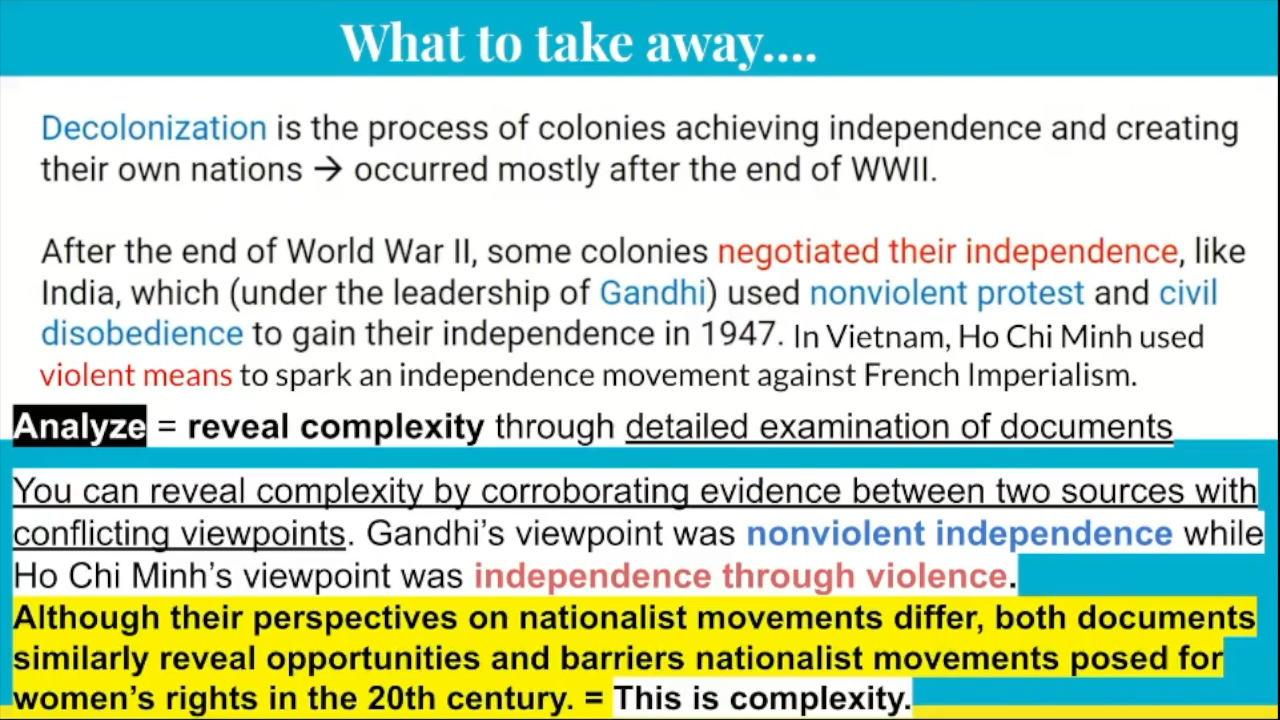 What to take away....
Decolonization is the process of colonies achieving independence and creating
their own nations → occurred mostly after the end of WWII.
After the end of World War II, some colonies negotiated their independence, like
India, which (under the leadership of Gandhi) used nonviolent protest and civil
disobedience to gain their independence in 1947. In Vietnam, Ho Chi Minh used
violent means to spark an independence movement against French Imperialism.
Analyze = reveal complexity through detailed examination of documents
You can reveal complexity by corroborating evidence between two sources with
conflicting viewpoints. Gandhi’s viewpoint was nonviolent independence while
Ho Chi Minh’s viewpoint was independence through violence.
Although their perspectives on nationalist movements differ, both documents
similarly reveal opportunities and barriers nationalist movements posed for
women’s rights in the 20th century. = This is complexity.